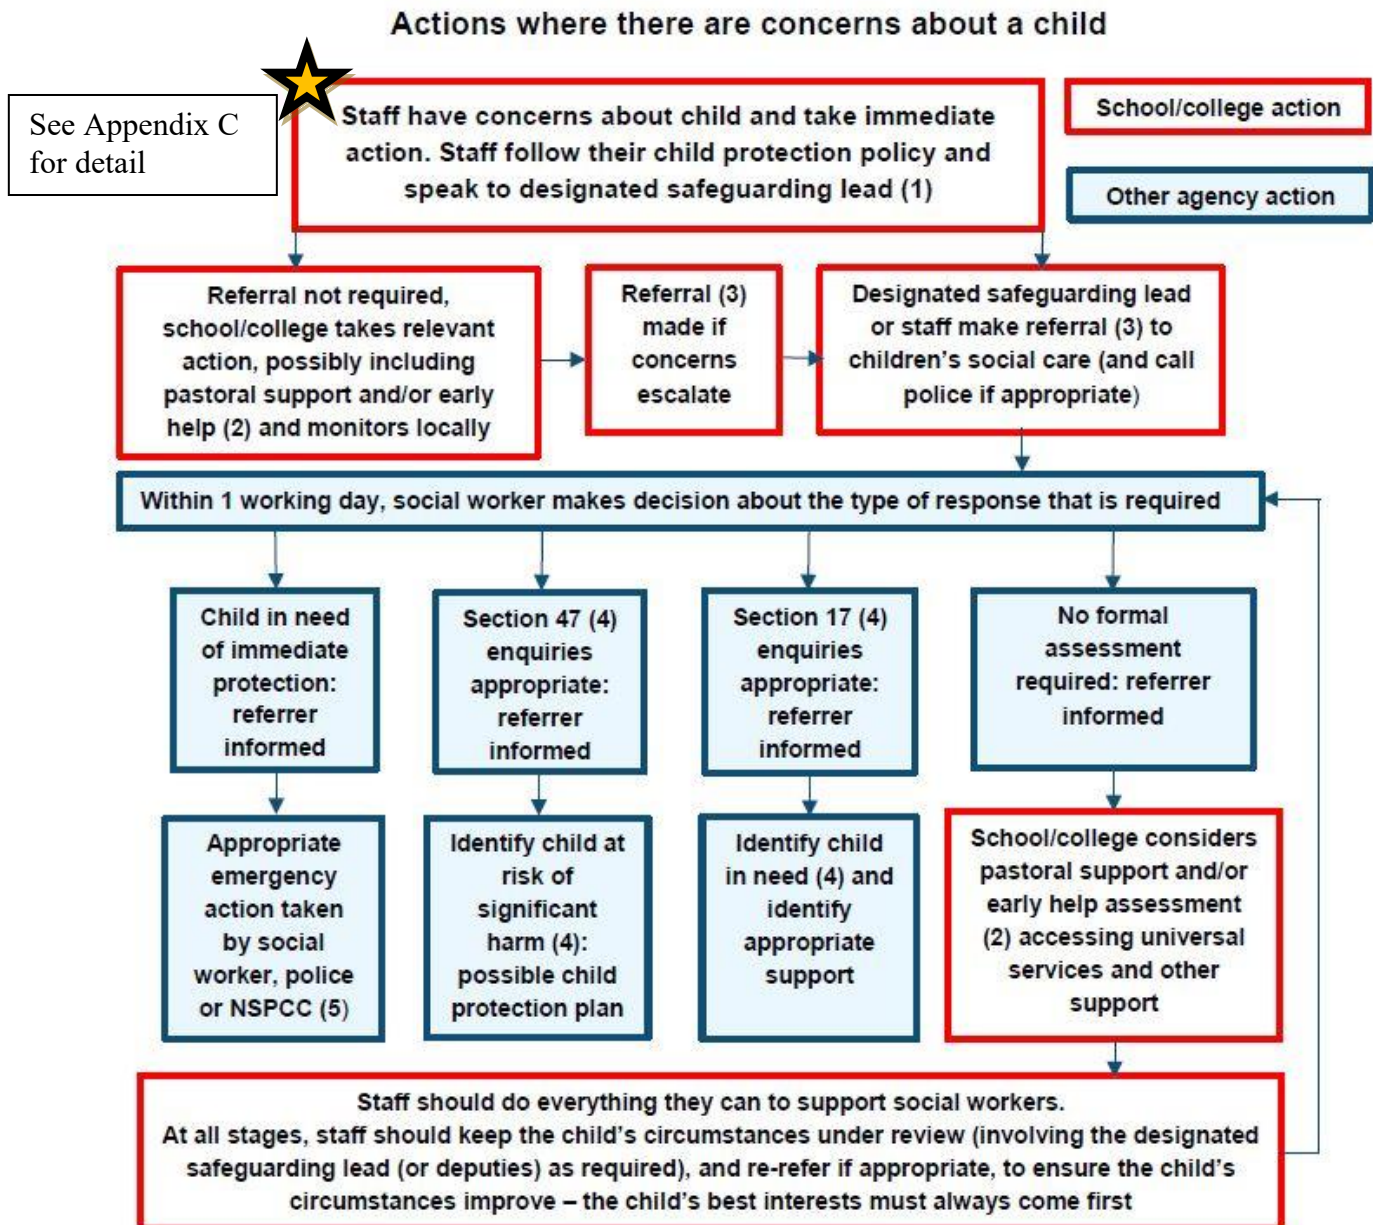 Actions where there are concerns about a child
See Appendix C
for detail
Staff have concerns about child and take immediate
action. Staff follow their child protection policy and
speak to designated safeguarding lead (1)
School/college action
Other agency action
Referral not required,
school/college takes relevant
action, possibly including
pastoral support and/or early
help (2) and monitors locally
Referral (3)
made if
concerns
escalate
Designated safeguarding lead
or staff make referral (3) to
children’s social care (and call
police if appropriate)
Within 1 working day, social worker makes decision about the type of response that is required
Child in need
of immediate
protection:
referrer
informed
Section 47 (4)
enquiries
appropriate:
referrer
informed
Section 17 (4)
enquiries
appropriate:
referrer
informed
No formal
assessment
required: referrer
informed
Appropriate
emergency
action taken
by social
worker, police
or NSPCC (5)
Identify child at
risk of
significant
harm (4):
possible child
protection plan
Identify child
in need (4) and
identify
appropriate
support
School/college considers
pastoral support and/or
early help assessment
(2) accessing universal
services and other
support
Staff should do everything they can to support social workers.
At all stages, staff should keep the child’s circumstances under review (involving the designated
safeguarding lead (or deputies) as required), and re-refer if appropriate, to ensure the child’s
circumstances improve – the child’s best interests must always come first